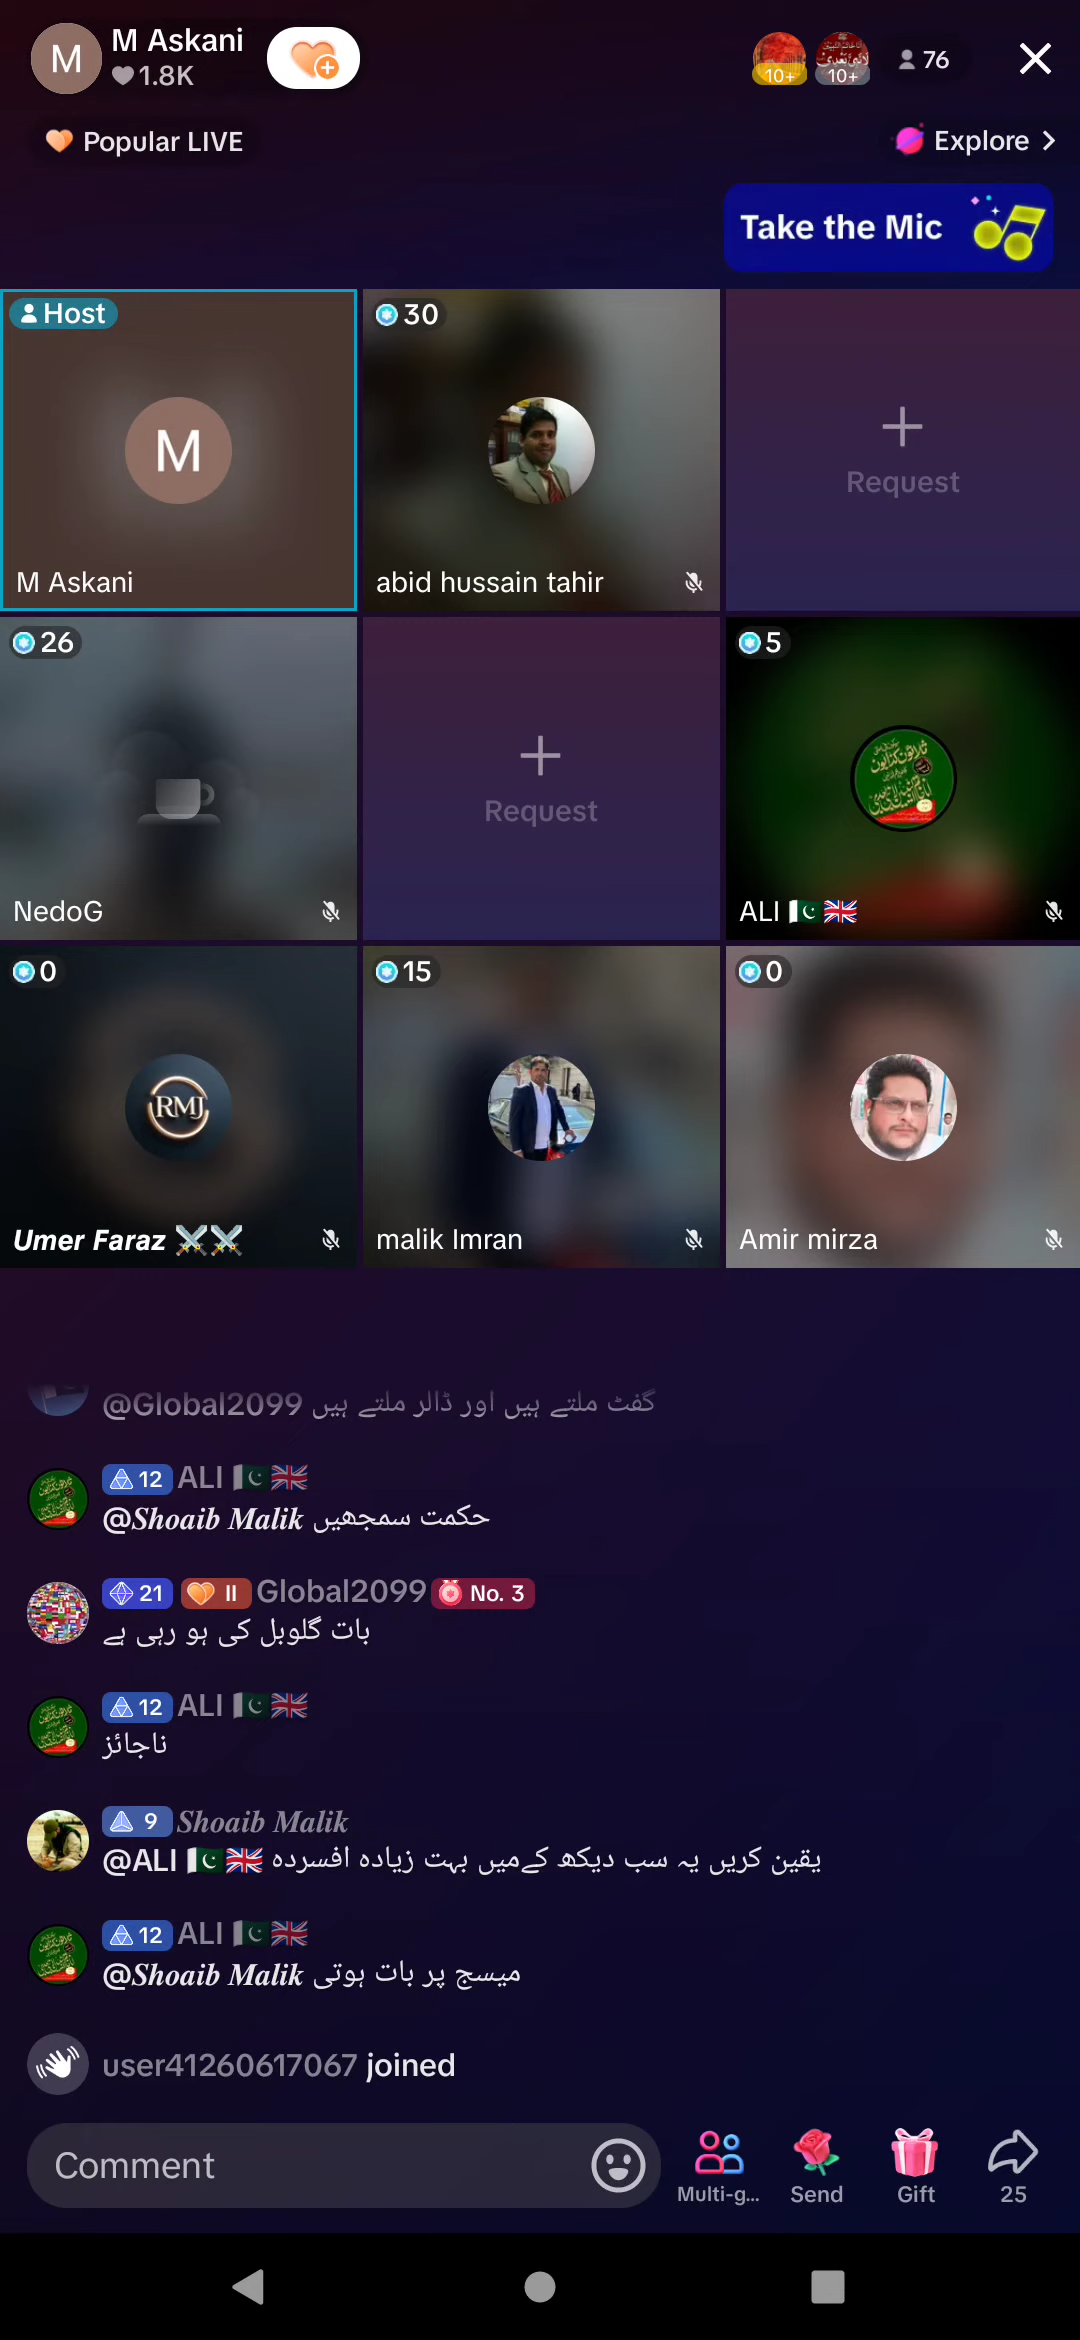 M
M Askani
1.8K
10+
10+
76
Popular LIVE
Explore
Take the Mic
Host
M
M Askani
30
abid hussain tahir
Request
26
NedoG
Request
5
ALI 🇵🇰🇬🇧
0
RMJ
Umer Faraz ⚔️⚔️
15
malik Imran
0
Amir mirza
@Global2099 گفٹ ملتے ہیں اور ڈالر ملتے ہیں
12 ALI 🇵🇰🇬🇧
@Shoaib Malik حکمت سمجھیں
21 II Global2099 No. 3
بات گلوبل کی ہو رہی ہے
12 ALI 🇵🇰🇬🇧
ناجائز
9 Shoaib Malik
@ALI 🇵🇰🇬🇧 یقین کریں یہ سب دیکھ کےمیں بہت زیادہ افسردہ
12 ALI 🇵🇰🇬🇧
@Shoaib Malik میسج پر بات ہوتی
user41260617067 joined
Comment
Multi-g...
Send
Gift
25